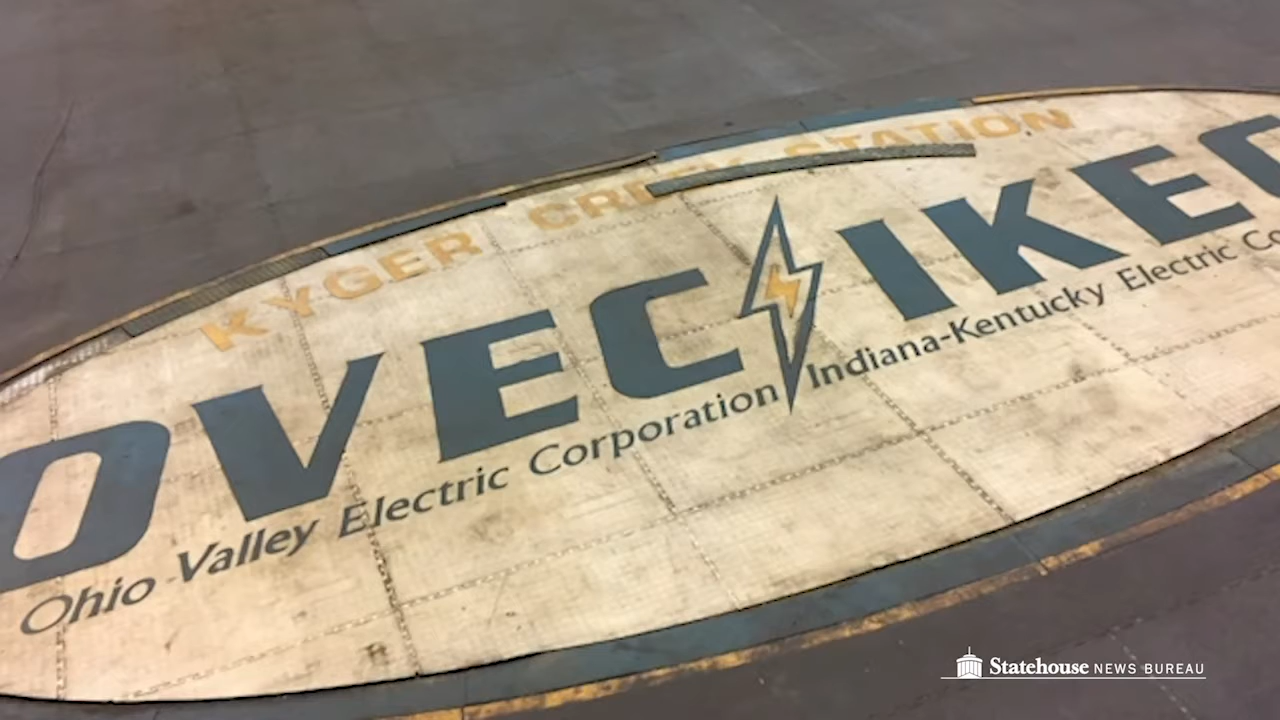 KYGER CREEK STATION
OVEC IKEC
Ohio Valley Electric Corporation Indiana-Kentucky Electric Co
Statehouse NEWS BUREAU